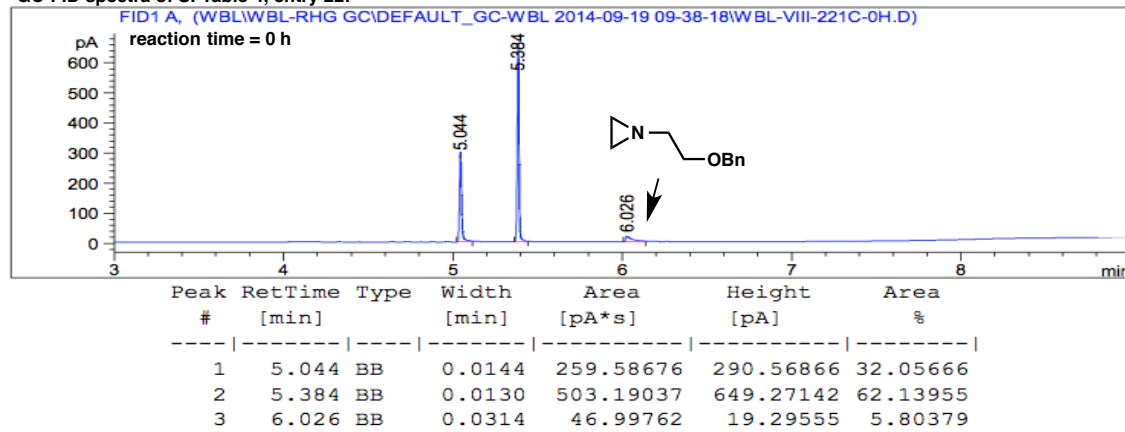 FID1 A, (WBL\WBL-RHG GC\DEFAULT_GC-WBL 2014-09-19 09-38-18\WBL-VIII-221C-0H.D)
pA
reaction time = 0 h
600
500
400
300
200
100
0
5.044
5.384
6.026
N
OBn
3 4 5 6 7 8 min
Peak RetTime Type Width Area Height Area
# [min] [min] [pA*s] [pA] %
----|-------|----|-------|----------|----------|--------|
1 5.044 BB 0.0144 259.58676 290.56866 32.05666
2 5.384 BB 0.0130 503.19037 649.27142 62.13955
3 6.026 BB 0.0314 46.99762 19.29555 5.80379